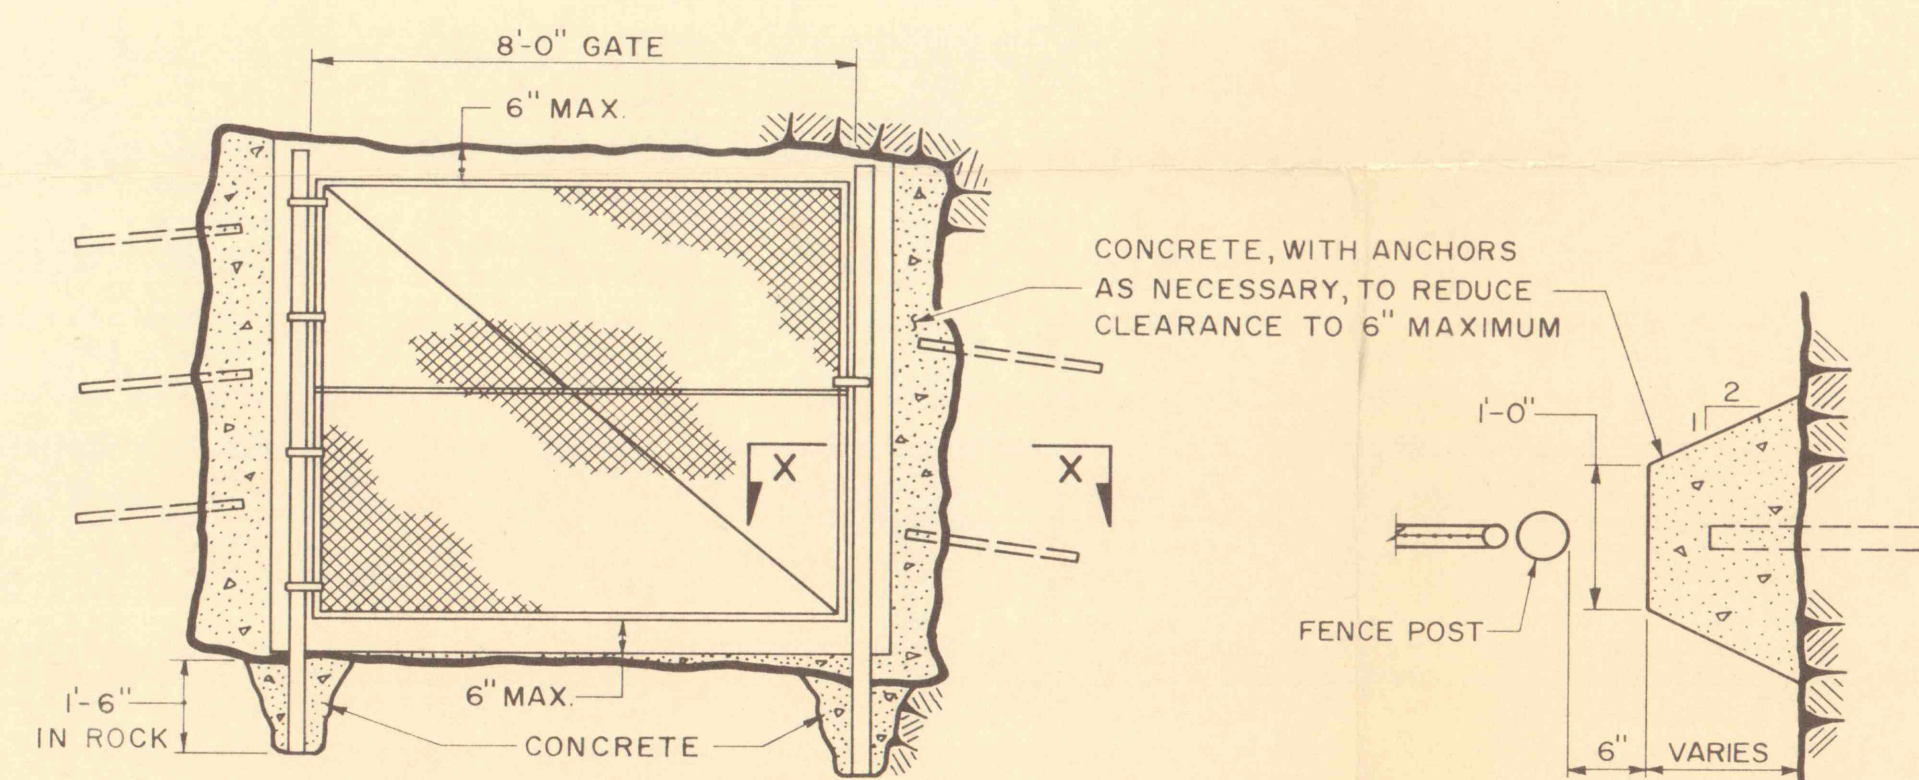 8'-0" GATE
6" MAX.
CONCRETE, WITH ANCHORS
AS NECESSARY, TO REDUCE
CLEARANCE TO 6" MAXIMUM
2
1
1'-0"
X X
FENCE POST
6" MAX.
1'-6"
IN ROCK
CONCRETE
6" VARIES